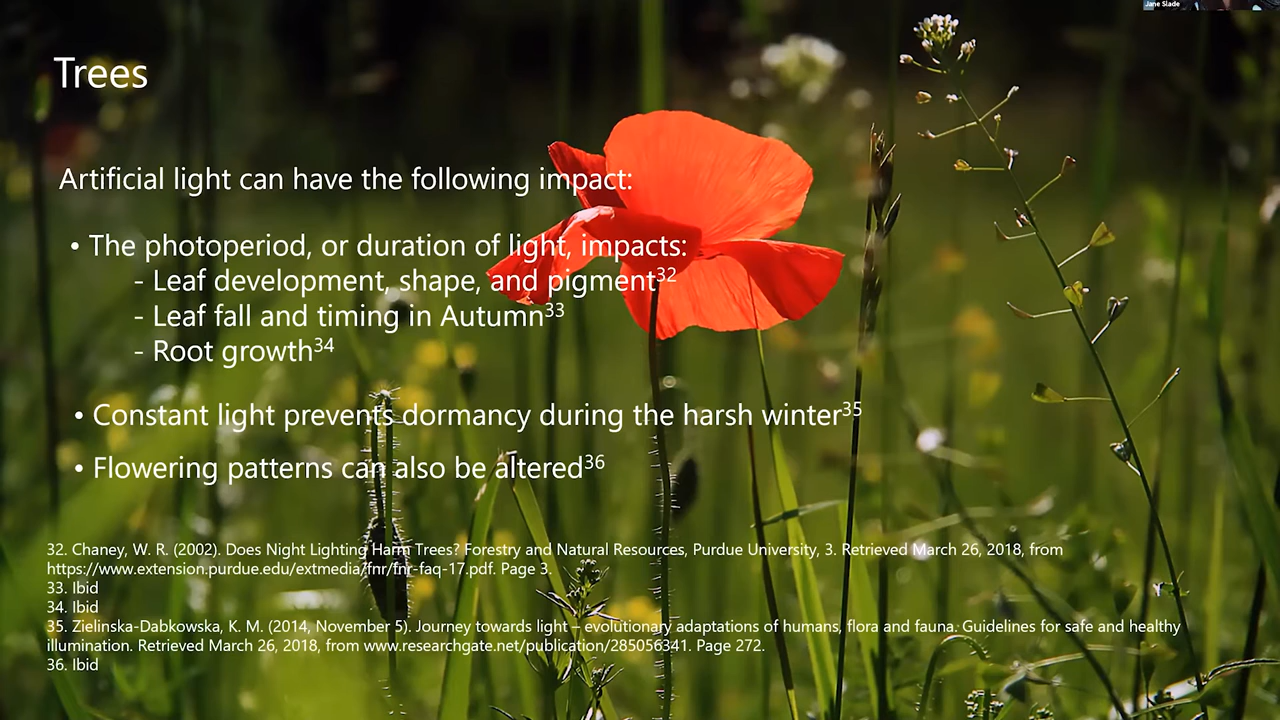 Jane Slade
Trees
Artificial light can have the following impact:
• The photoperiod, or duration of light, impacts:
- Leaf development, shape, and pigment32
- Leaf fall and timing in Autumn33
- Root growth34
• Constant light prevents dormancy during the harsh winter35
• Flowering patterns can also be altered36
32. Chaney, W. R. (2002). Does Night Lighting Harm Trees? Forestry and Natural Resources, Purdue University, 3. Retrieved March 26, 2018, from
https://www.extension.purdue.edu/extmedia/fnr/fnr-faq-17.pdf. Page 3.
33. Ibid
34. Ibid
35. Zielinska-Dabkowska, K. M. (2014, November 5). Journey towards light – evolutionary adaptations of humans, flora and fauna. Guidelines for safe and healthy
illumination. Retrieved March 26, 2018, from www.researchgate.net/publication/285056341. Page 272.
36. Ibid